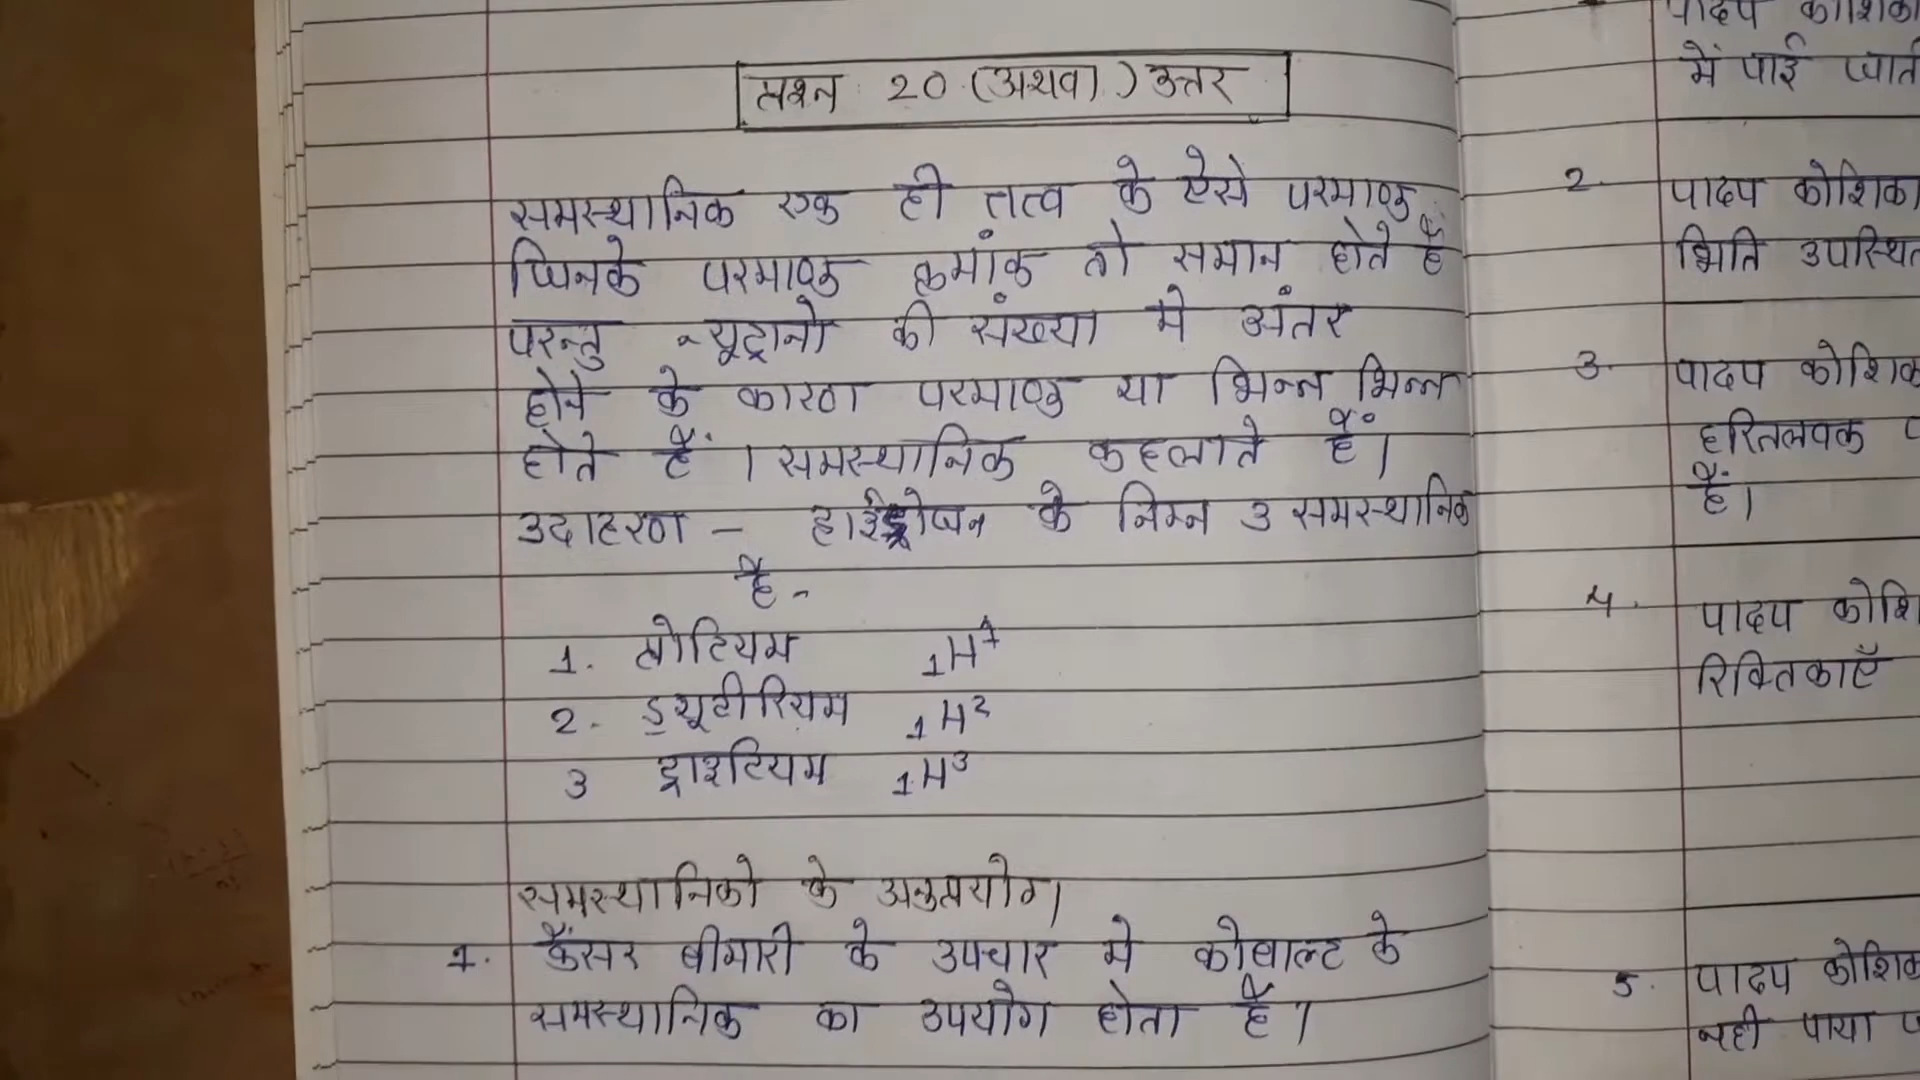 प्रश्न 20 (अथवा) उत्तर
समस्थानिक एक ही तत्व के ऐसे परमाणु
जिनके परमाणु क्रमांक तो समान होते हैं
परन्तु न्यूट्रानो की संख्या मे अंतर
होने के कारण परमाणु या भिन्न भिन्न
होते हैं । समस्थानिक कहलाते हैं।
उदाहरण - हाईड्रोजन के निम्न 3 समस्थानिक
है -
1. प्रोटियम ₁H¹
2. ड्यूटीरियम ₁H²
3 ट्राइटियम ₁H³
समस्थानिको के अनुप्रयोग।
1. कैंसर बीमारी के उपचार मे कोबाल्ट के
समस्थानिक का उपयोग होता है।
पादप कोशिका
में पाई जाती
2. पादप कोशिका
भिति उपस्थित
3. पादप कोशिक
हरितलवक
हैं।
4. पादप कोशि
रिक्तिकाएँ
5. पादप कोशिक
नही पाया